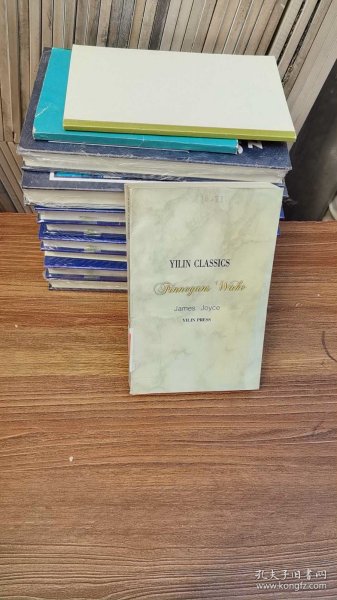 YILIN CLASSICS
Finnegans Wake
James Joyce
YILIN PRESS
孔夫子旧书网
www.kongfz.com